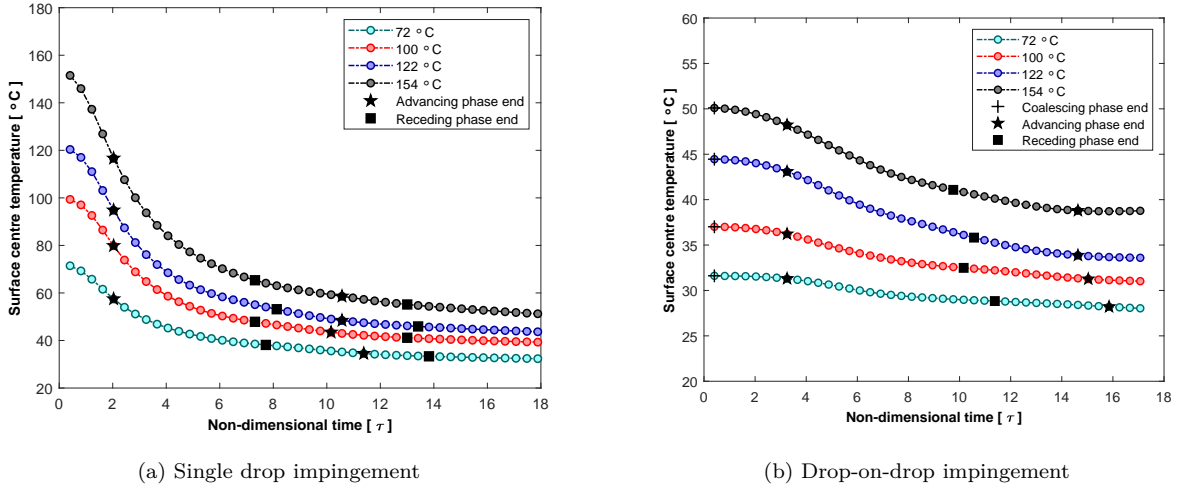 180
160
140
120
100
80
60
40
20
0
2
4
6
8
10
12
14
16
18
Surface centre temperature [ °C]
Non-dimensional time [ τ ]
72 °C
100 °C
122 °C
154 °C
Advancing phase end
Receding phase end
(a) Single drop impingement
60
55
50
45
40
35
30
25
20
0
2
4
6
8
10
12
14
16
18
Surface centre temperature [ °C]
Non-dimensional time [ τ ]
72 °C
100 °C
122 °C
154 °C
Coalescing phase end
Advancing phase end
Receding phase end
(b) Drop-on-drop impingement